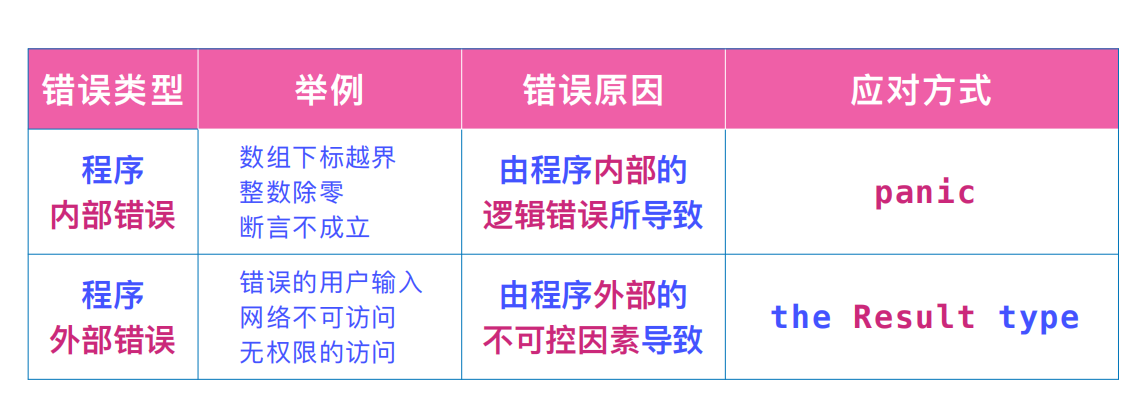 错误类型 举例 错误原因 应对方式
程序
内部错误
数组下标越界
整数除零
断言不成立
由程序内部的
逻辑错误所导致
panic
程序
外部错误
错误的用户输入
网络不可访问
无权限的访问
由程序外部的
不可控因素导致
the Result type